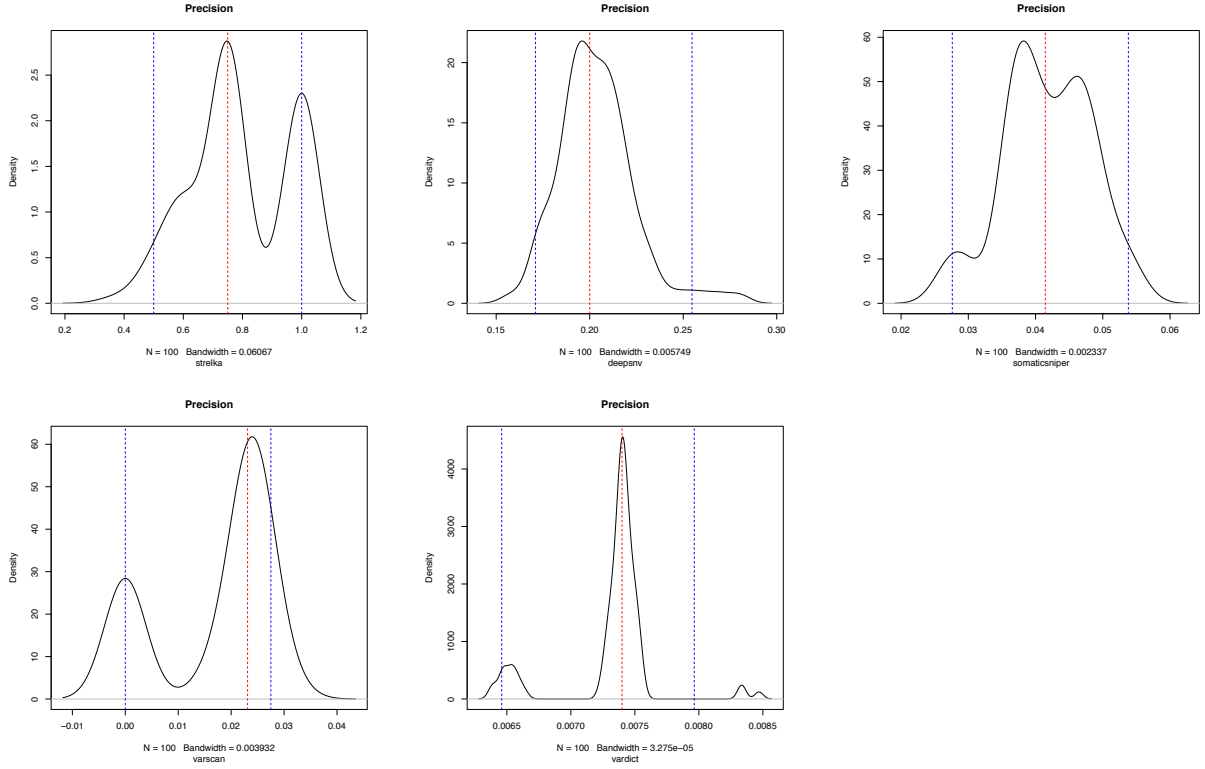 Precision
Density
0.0 0.5 1.0 1.5 2.0 2.5
0.2 0.4 0.6 0.8 1.0 1.2
N = 100 Bandwidth = 0.06067
strelka
Precision
Density
0 5 10 15 20
0.15 0.20 0.25 0.30
N = 100 Bandwidth = 0.005749
deepsnv
Precision
Density
0 10 20 30 40 50 60
0.02 0.03 0.04 0.05 0.06
N = 100 Bandwidth = 0.002337
somaticsniper
Precision
Density
0 10 20 30 40 50 60
−0.01 0.00 0.01 0.02 0.03 0.04
N = 100 Bandwidth = 0.003932
varscan
Precision
Density
0 1000 2000 3000 4000
0.0065 0.0070 0.0075 0.0080 0.0085
N = 100 Bandwidth = 3.275e−05
vardict